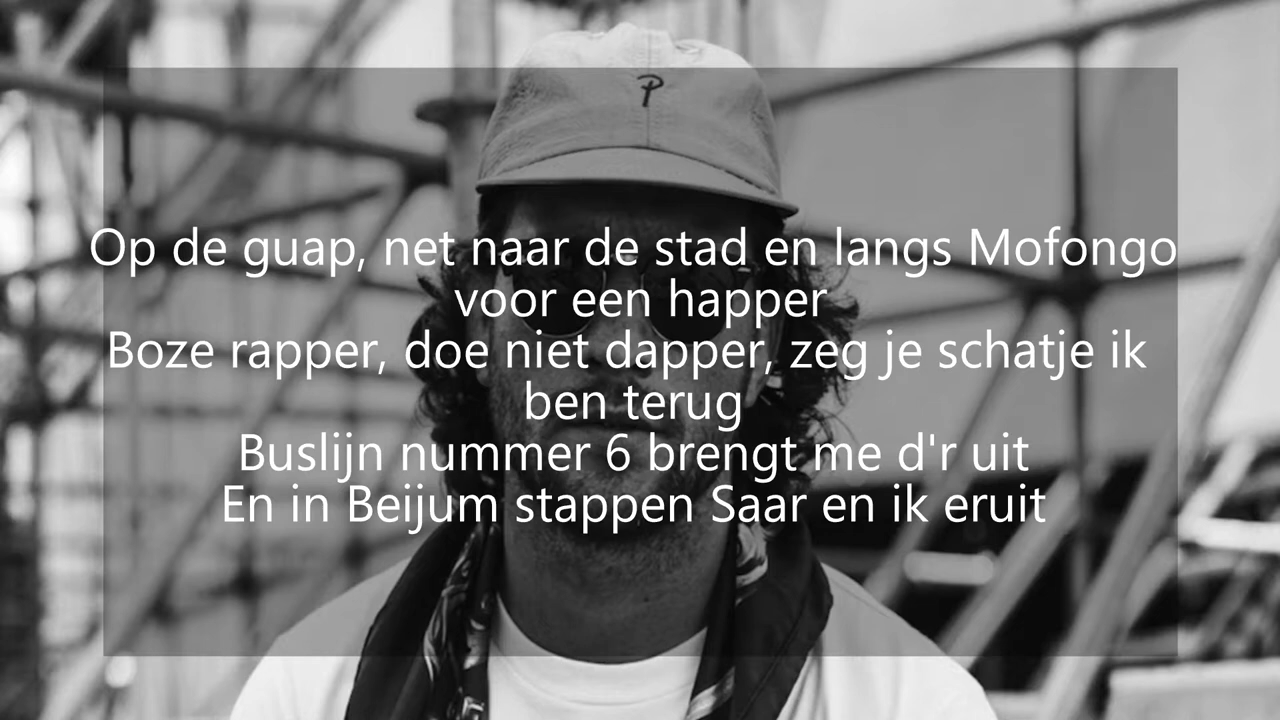 P
Op de guap, net naar de stad en langs Mofongo
voor een happer
Boze rapper, doe niet dapper, zeg je schatje ik
ben terug
Buslijn nummer 6 brengt me d'r uit
En in Beijum stappen Saar en ik eruit